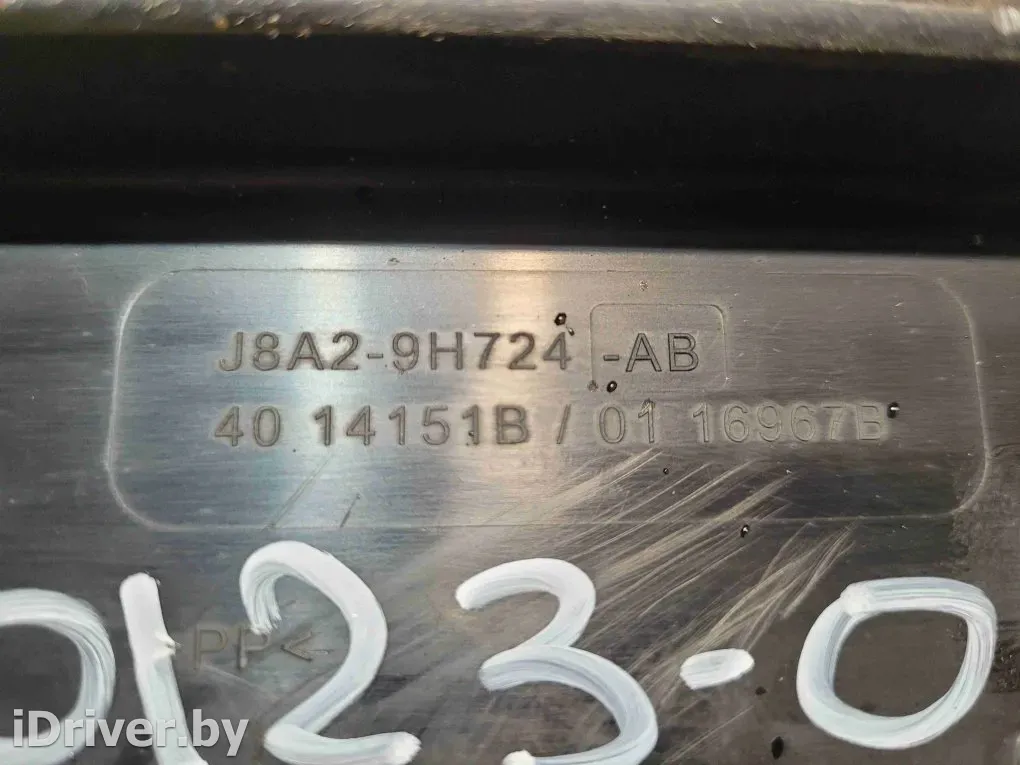 J8A2-9H724 -AB
40 14151B / 01 16967B
0123-0
PP<
iDriver.by